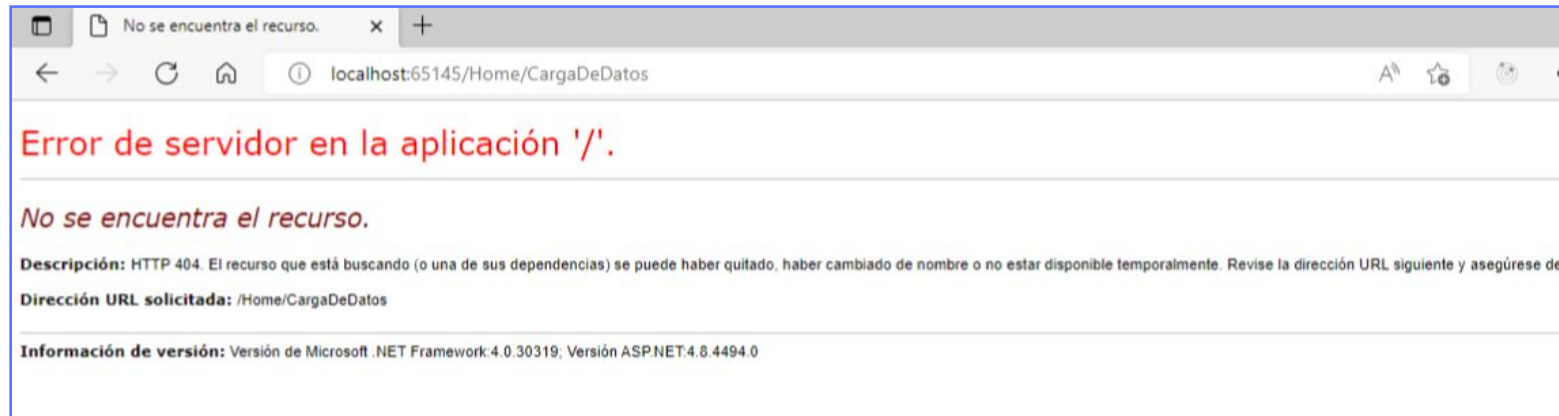 No se encuentra el recurso.
localhost:65145/Home/CargaDeDatos
Error de servidor en la aplicación '/'.
No se encuentra el recurso.
Descripción: HTTP 404. El recurso que está buscando (o una de sus dependencias) se puede haber quitado, haber cambiado de nombre o no estar disponible temporalmente. Revise la dirección URL siguiente y asegúrese de
Dirección URL solicitada: /Home/CargaDeDatos
Información de versión: Versión de Microsoft .NET Framework:4.0.30319; Versión ASP.NET:4.8.4494.0